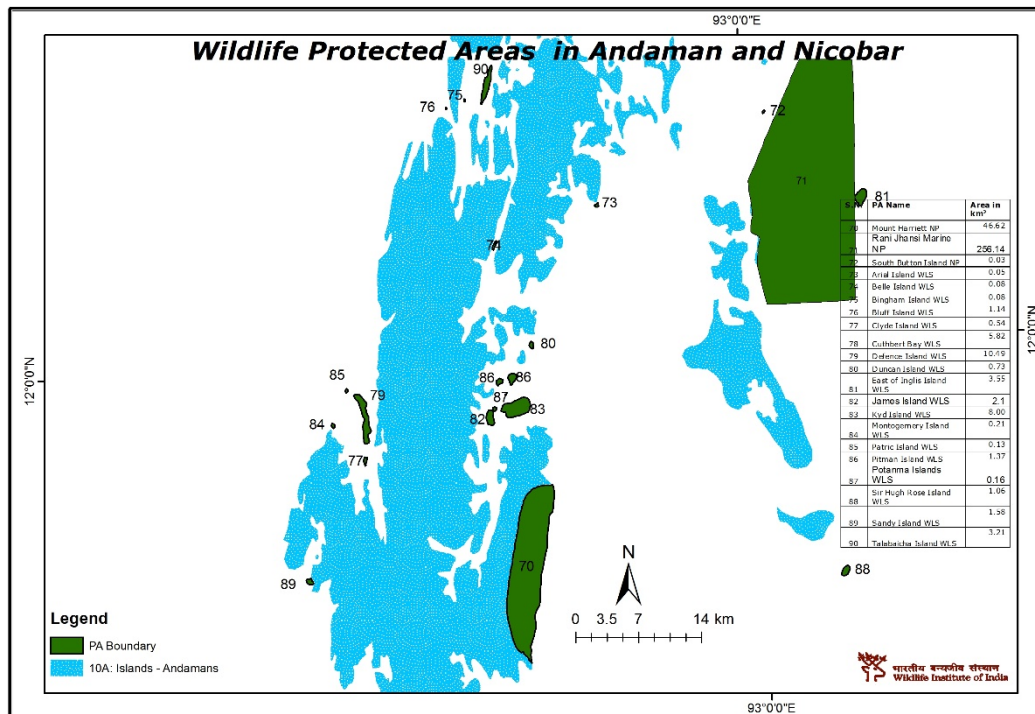 93°0'0"E
Wildlife Protected Areas in Andaman and Nicobar
90
75
76
72
71
81
73
74
12°0'0"N
12°0'0"N
80
85
86
86
79
87
83
82
84
77
70
89
88
S.N PA Name Area in km²
70 Mount Harriett NP 46.62
71 Rani Jhansi Marine NP 256.14
72 South Button Island NP 0.03
73 Arial Island WLS 0.05
74 Belle Island WLS 0.08
75 Bingham Island WLS 0.08
76 Bluff Island WLS 1.14
77 Clyde Island WLS 0.54
78 Cuthbert Bay WLS 5.82
79 Defence Island WLS 10.49
80 Duncan Island WLS 0.73
81 East of Inglis Island WLS 3.55
82 James Island WLS 2.1
83 Kyd Island WLS 8.00
84 Montogomery Island WLS 0.21
85 Patric Island WLS 0.13
86 Pitman Island WLS 1.37
87 Potanma Islands WLS 0.16
88 Sir Hugh Rose Island WLS 1.06
89 Sandy Island WLS 1.58
90 Talabaicha Island WLS 3.21
N
0 3.5 7 14 km
Legend
PA Boundary
10A: Islands - Andamans
भारतीय वन्यजीव संस्थान
Wildlife Institute of India
93°0'0"E